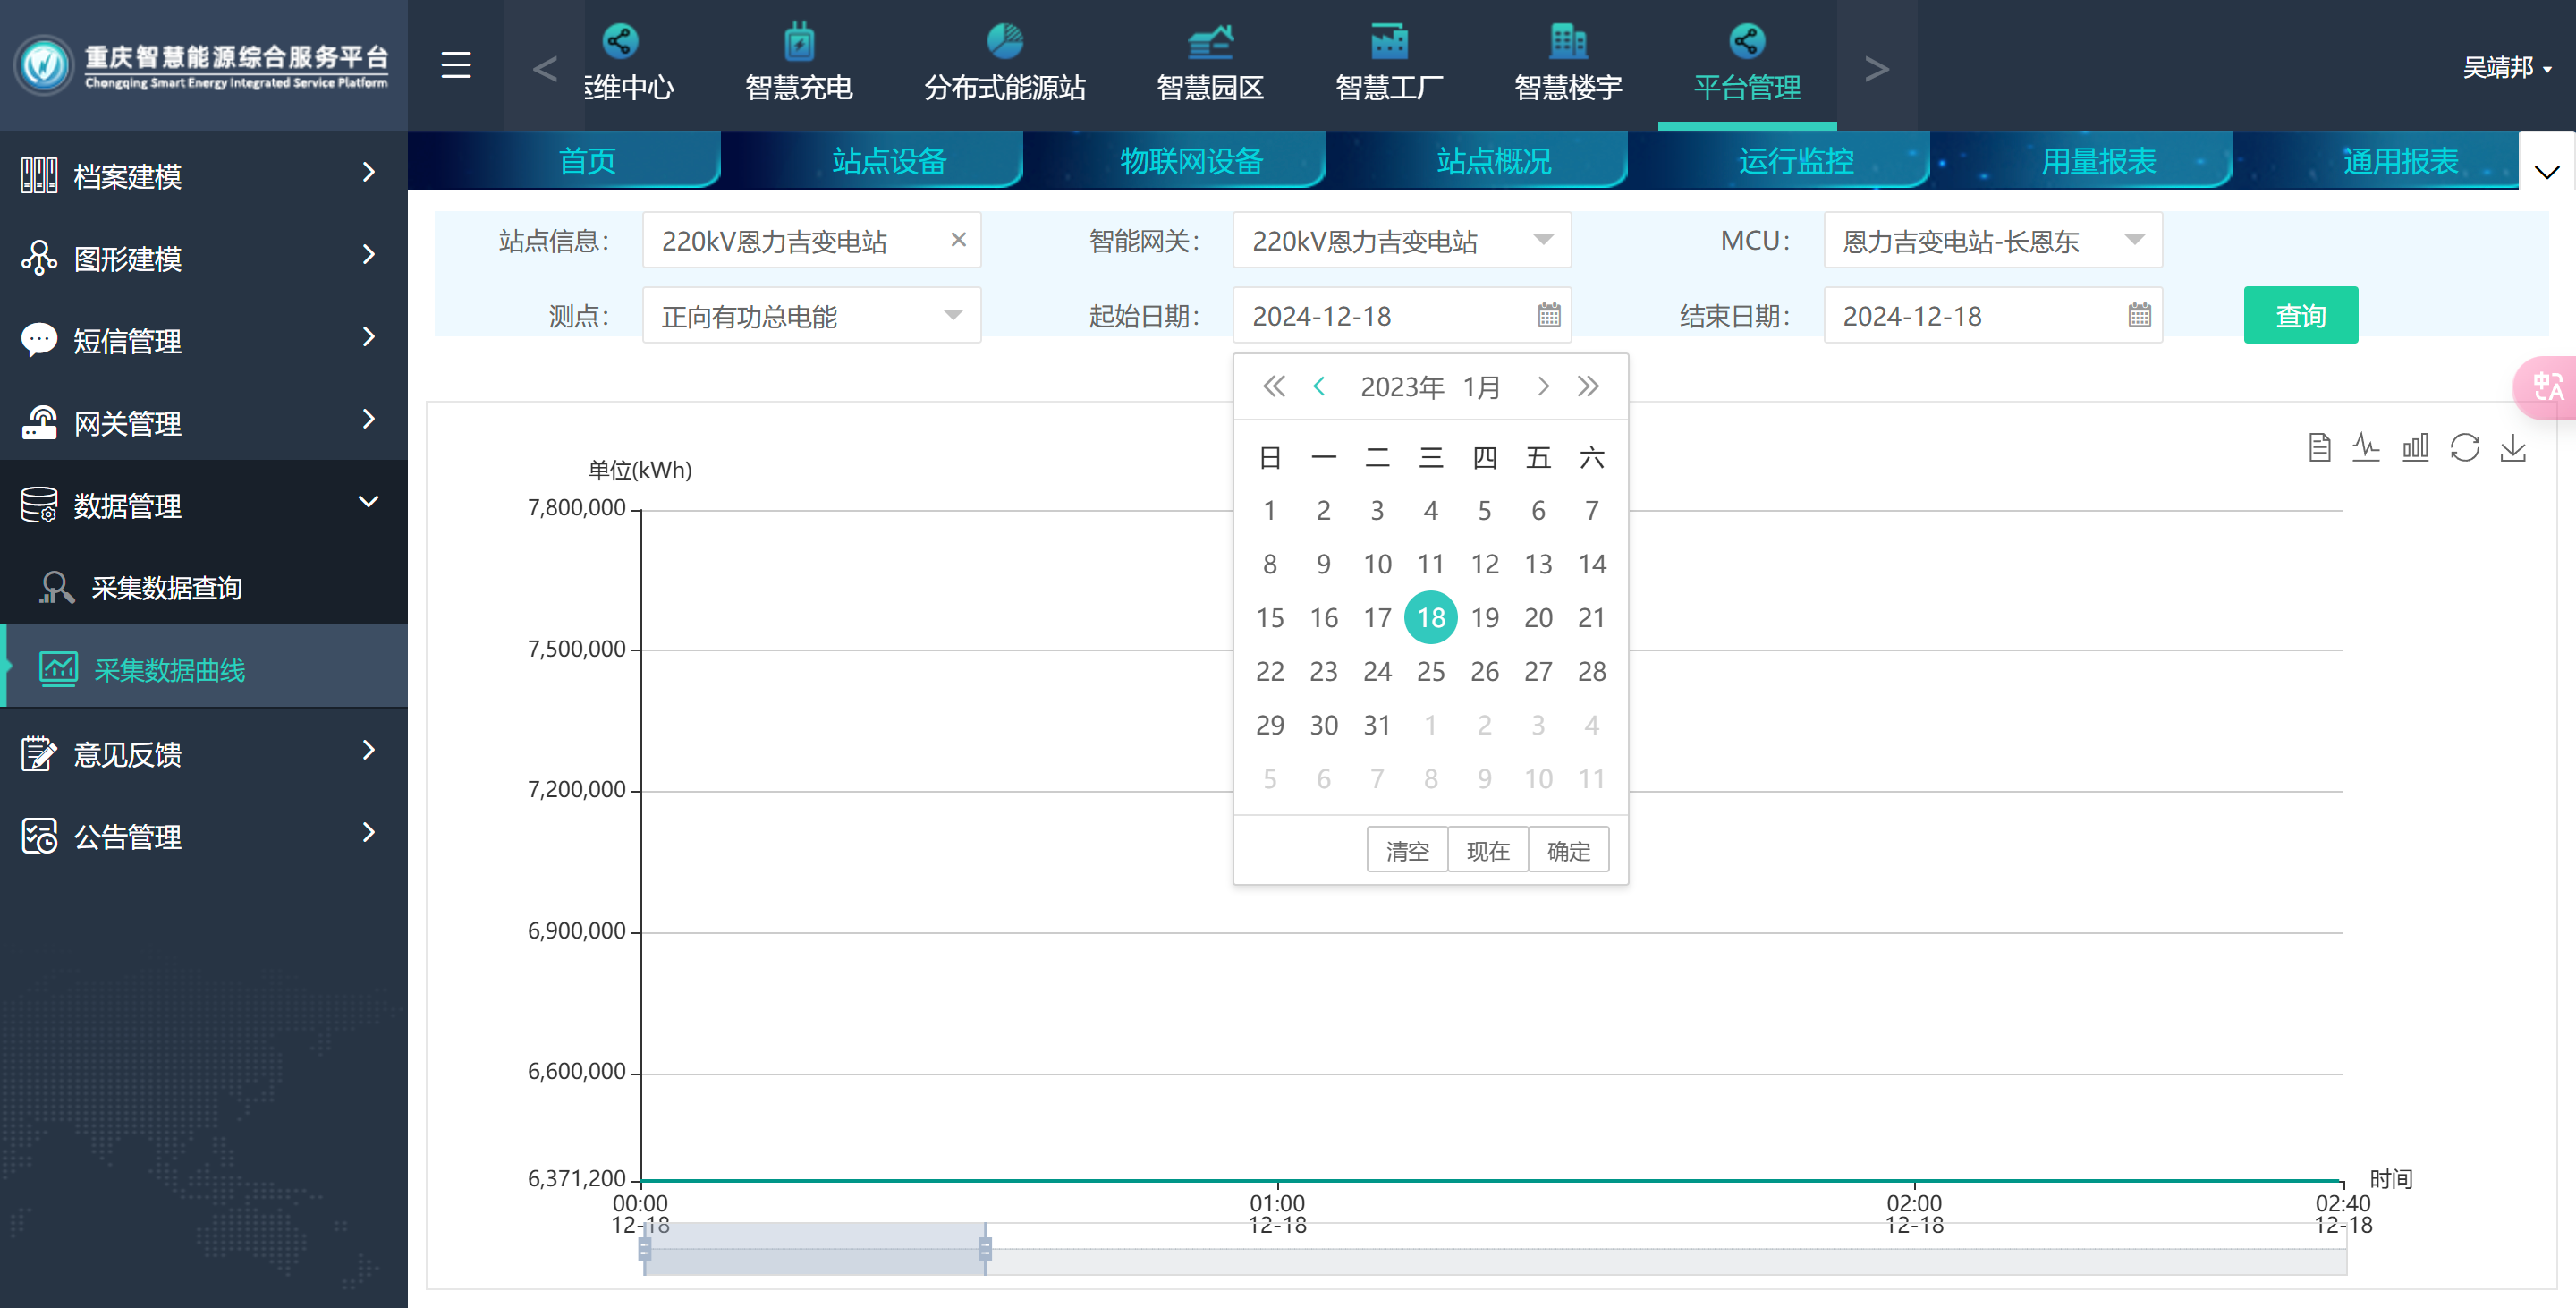 重庆智慧能源综合服务平台
Chongqing Smart Energy Integrated Service Platform
<
维中心
智慧充电
分布式能源站
智慧园区
智慧工厂
智慧楼宇
平台管理
>
吴靖邦
首页
站点设备
物联网设备
站点概况
运行监控
用量报表
通用报表
档案建模
图形建模
短信管理
网关管理
数据管理
采集数据查询
采集数据曲线
意见反馈
公告管理
站点信息: 220kV恩力吉变电站 ×
智能网关: 220kV恩力吉变电站
MCU: 恩力吉变电站-长恩东
测点: 正向有功总电能
起始日期: 2024-12-18
结束日期: 2024-12-18
查询
中A
2023年 1月
日 一 二 三 四 五 六
1 2 3 4 5 6 7
8 9 10 11 12 13 14
15 16 17 18 19 20 21
22 23 24 25 26 27 28
29 30 31 1 2 3 4
5 6 7 8 9 10 11
清空 现在 确定
单位(kWh)
7,800,000
7,500,000
7,200,000
6,900,000
6,600,000
6,371,200
时间
00:00 01:00 02:00 02:40
12-18 12-18 12-18 12-18